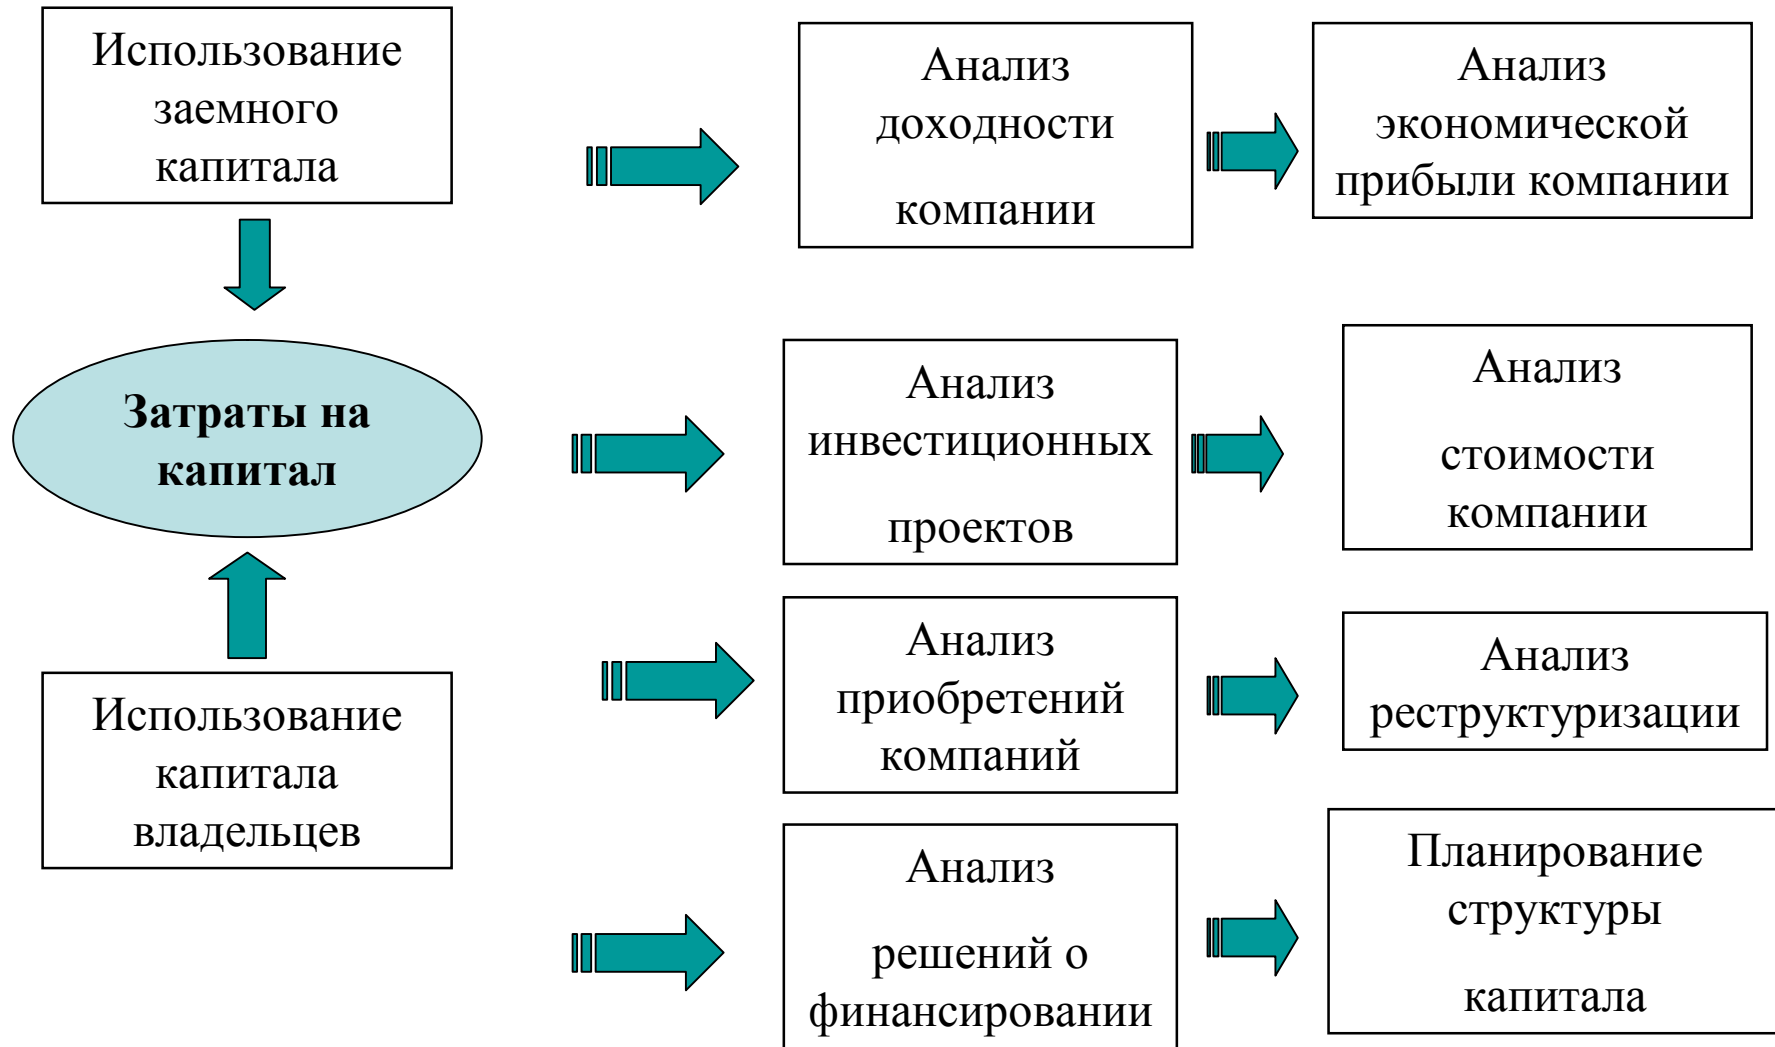 Использование
заемного
капитала
Затраты на
капитал
Использование
капитала
владельцев
Анализ
доходности
компании
Анализ
экономической
прибыли компании
Анализ
инвестиционных
проектов
Анализ
стоимости
компании
Анализ
приобретений
компаний
Анализ
реструктуризации
Анализ
решений о
финансировании
Планирование
структуры
капитала